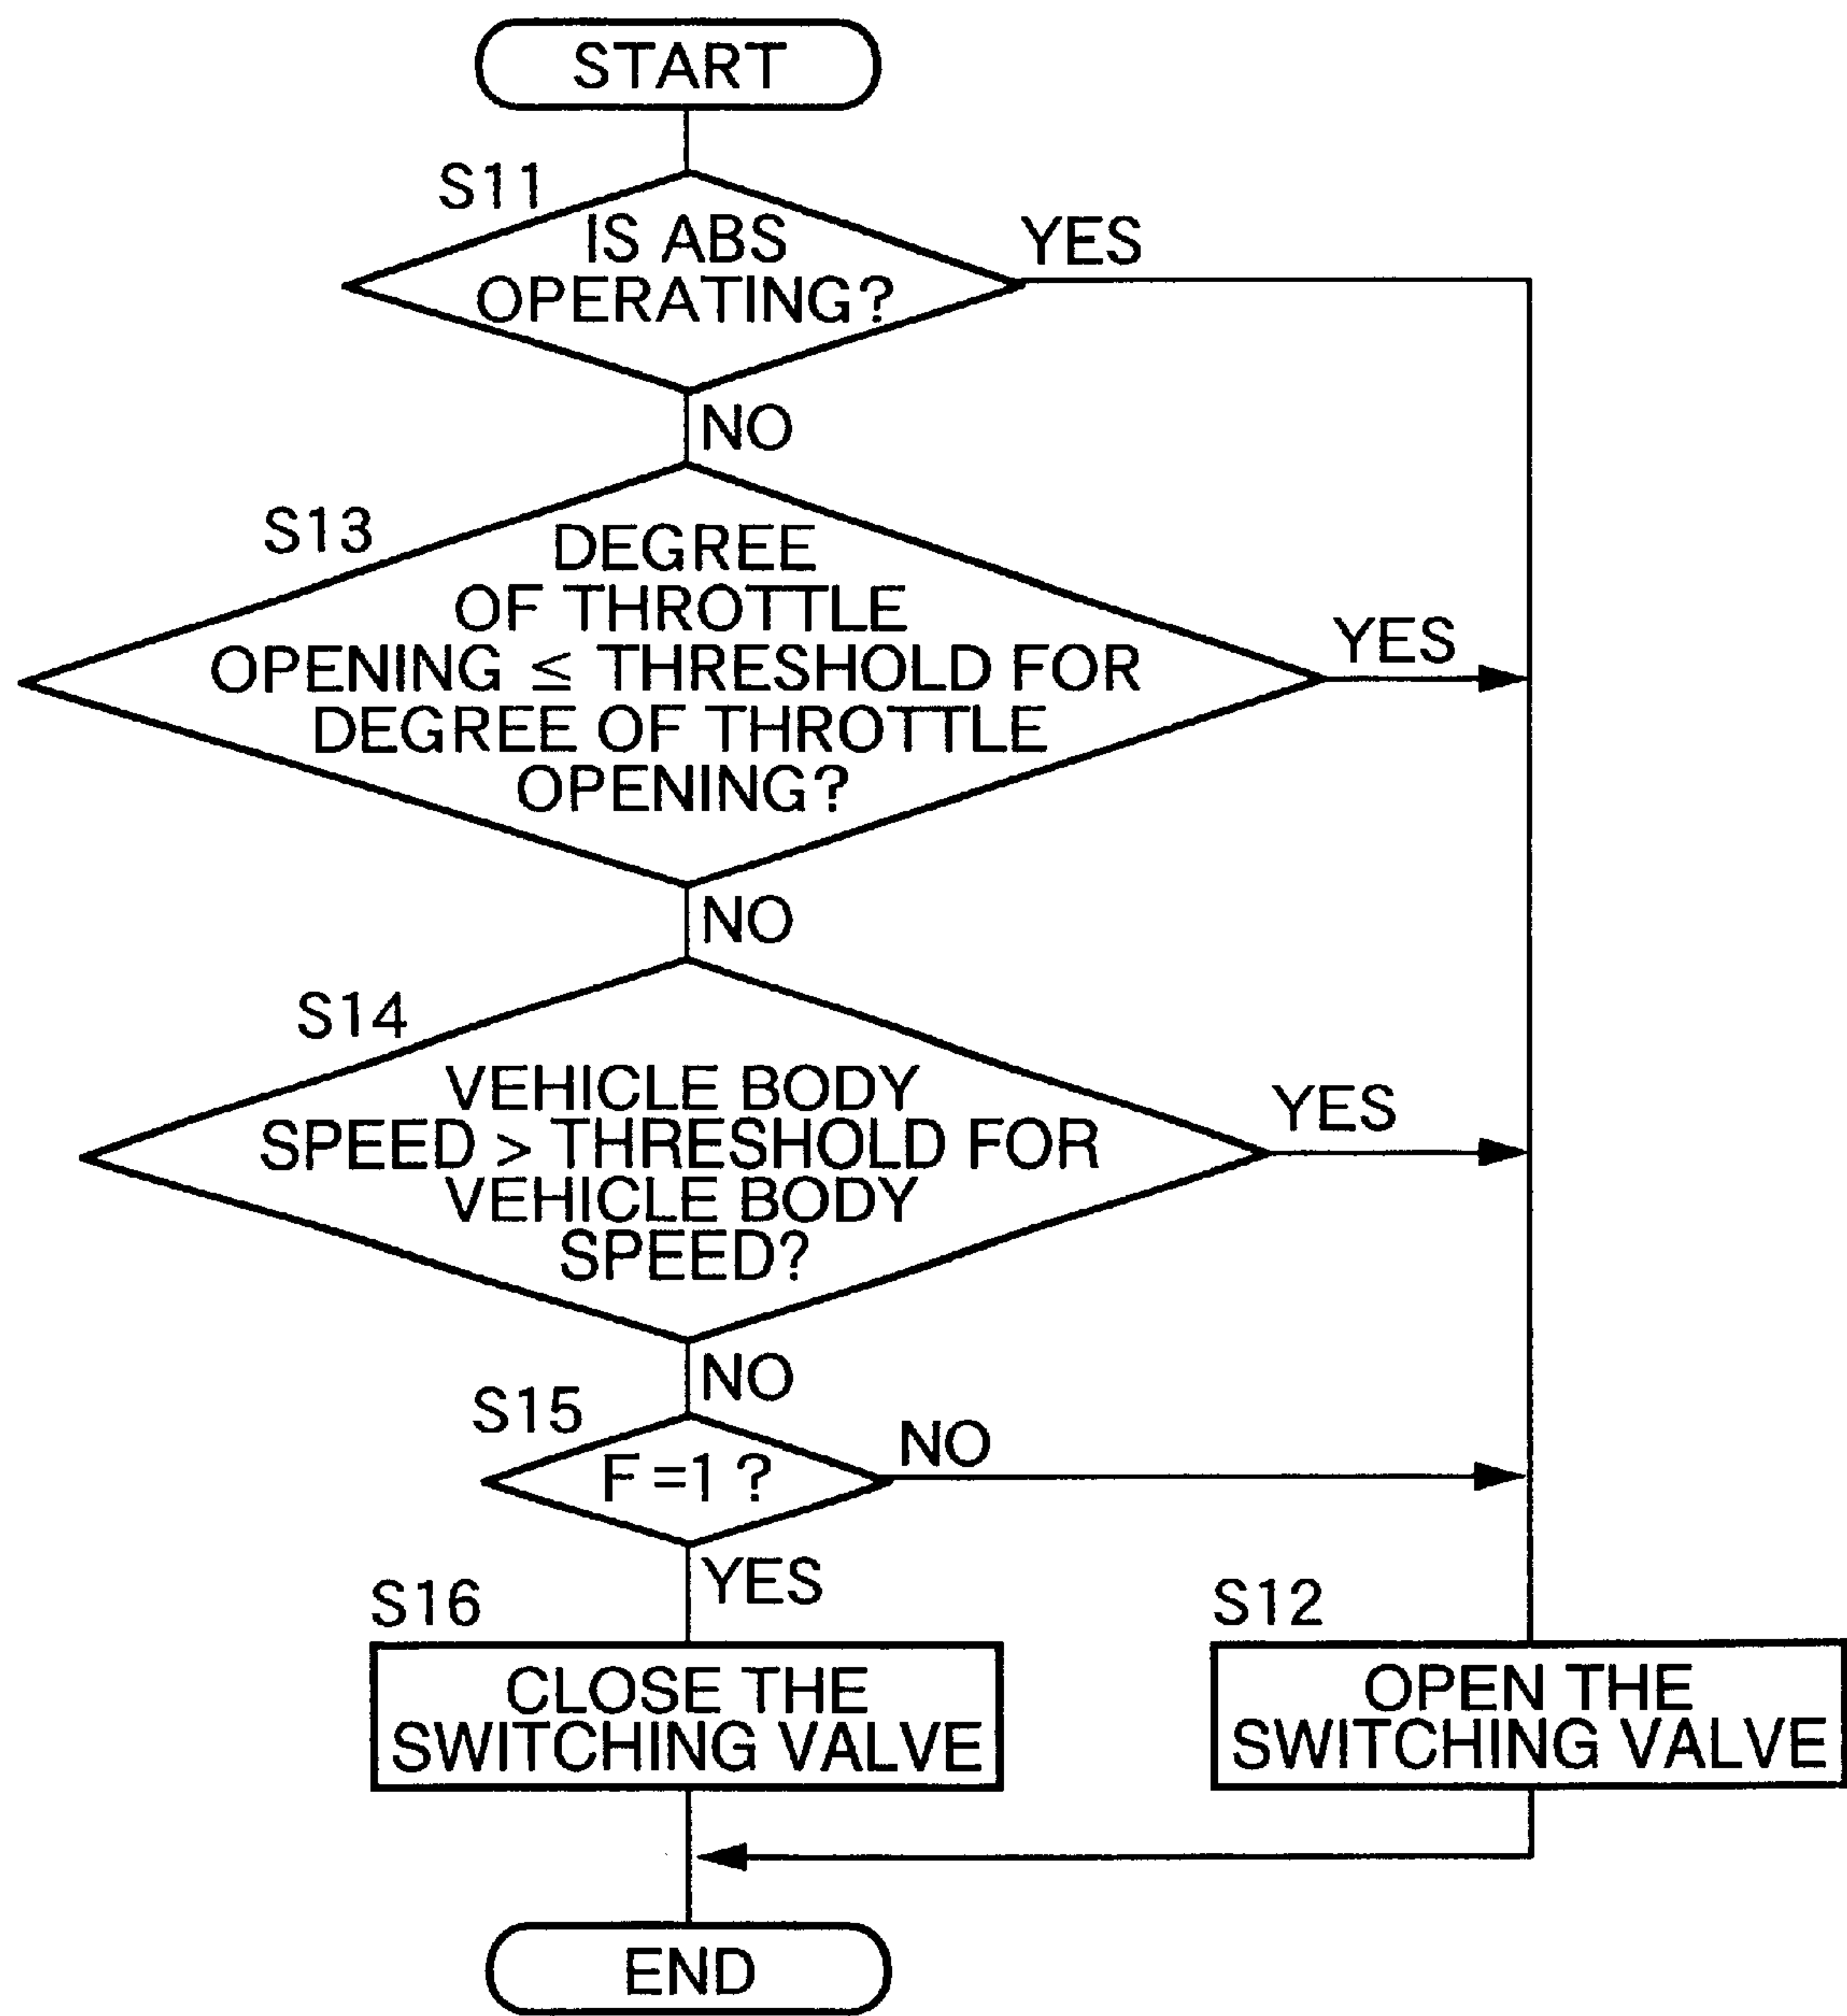 START
S11
IS ABS
OPERATING?
YES
NO
S13
DEGREE
OF THROTTLE
OPENING ≤ THRESHOLD FOR
DEGREE OF THROTTLE
OPENING?
YES
NO
S14
VEHICLE BODY
SPEED > THRESHOLD FOR
VEHICLE BODY
SPEED?
YES
NO
S15
F =1 ?
NO
YES
S16
CLOSE THE
SWITCHING VALVE
S12
OPEN THE
SWITCHING VALVE
END